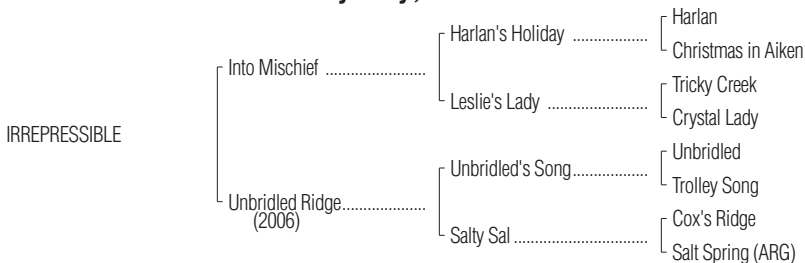 Harlan
Harlan's Holiday ..................
Christmas in Aiken
Into Mischief ........................
Tricky Creek
Leslie's Lady ........................
Crystal Lady
IRREPRESSIBLE
Unbridled
Unbridled's Song..................
Trolley Song
Unbridled Ridge....................
(2006)
Cox's Ridge
Salty Sal ................................
Salt Spring (ARG)